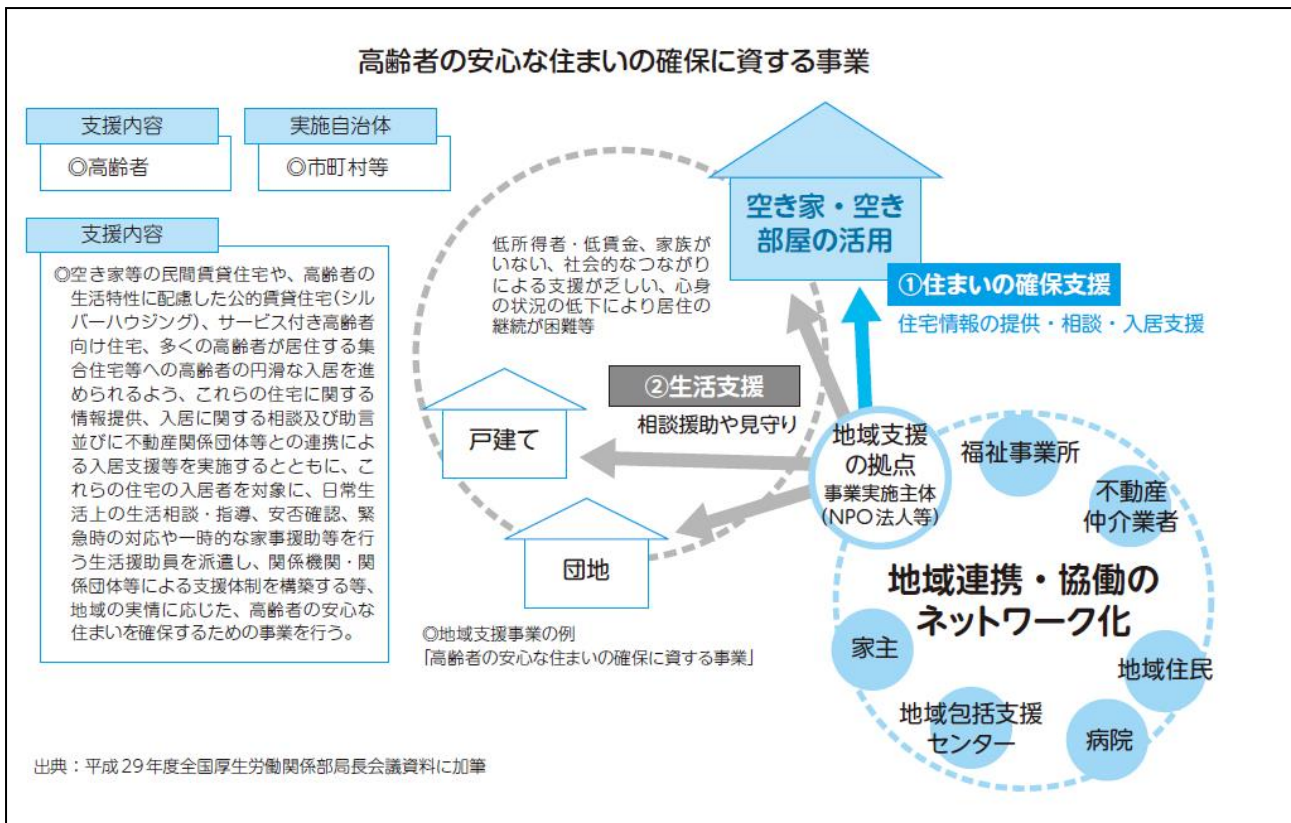 高齢者の安心な住まいの確保に資する事業
支援内容
◎高齢者
実施自治体
◎市町村等
支援内容
◎空き家等の民間賃貸住宅や、高齢者の
生活特性に配慮した公的賃貸住宅(シル
バーハウジング)、サービス付き高齢者
向け住宅、多くの高齢者が居住する集
合住宅等への高齢者の円滑な入居を進
められるよう、これらの住宅に関する
情報提供、入居に関する相談及び助言
並びに不動産関係団体等との連携によ
る入居支援等を実施するとともに、こ
れらの住宅の入居者を対象に、日常生
活上の生活相談・指導、安否確認、緊
急時の対応や一時的な家事援助等を行
う生活援助員を派遣し、関係機関・関
係団体等による支援体制を構築する等、
地域の実情に応じた、高齢者の安心な
住まいを確保するための事業を行う。
空き家・空き
部屋の活用
低所得者・低賃金、家族が
いない、社会的なつながり
による支援が乏しい、心身
の状況の低下により居住の
継続が困難等
①住まいの確保支援
住宅情報の提供・相談・入居支援
②生活支援
相談援助や見守り
戸建て
団地
地域支援
の拠点
事業実施主体
(NPO法人等)
福祉事業所
不動産
仲介業者
地域連携・協働の
ネットワーク化
家主
地域住民
地域包括支援
センター
病院
◎地域支援事業の例
「高齢者の安心な住まいの確保に資する事業」
出典：平成29年度全国厚生労働関係部局長会議資料に加筆